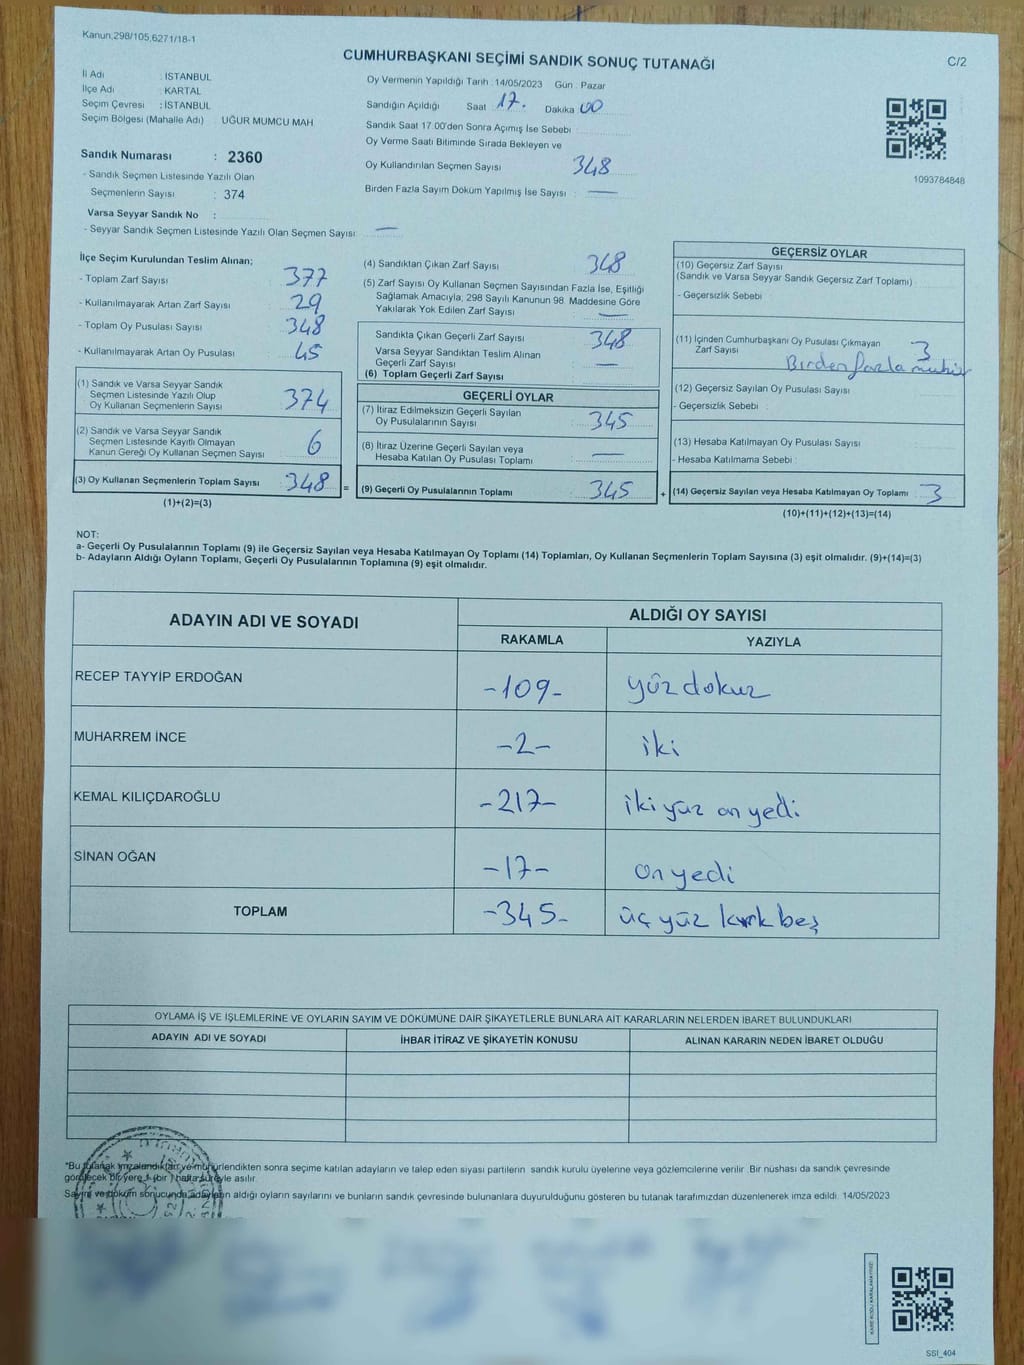 Kanun,298/105,6271/18-1
C/2
CUMHURBAŞKANI SEÇİMİ SANDIK SONUÇ TUTANAĞI
İl Adı : İSTANBUL
İlçe Adı : KARTAL
Seçim Çevresi : İSTANBUL
Seçim Bölgesi (Mahalle Adı) : UĞUR MUMCU MAH
Sandık Numarası : 2360
- Sandık Seçmen Listesinde Yazılı Olan
Seçmenlerin Sayısı : 374
Varsa Seyyar Sandık No :
- Seyyar Sandık Seçmen Listesinde Yazılı Olan Seçmen Sayısı: —
Oy Vermenin Yapıldığı Tarih : 14/05/2023 Gün : Pazar
Sandığın Açıldığı Saat 17. Dakika 00
Sandık Saat 17.00'den Sonra Açımış İse Sebebi
Oy Verme Saati Bitiminde Sırada Bekleyen ve
Oy Kullandırılan Seçmen Sayısı : 348
Birden Fazla Sayım Döküm Yapılmış İse Sayısı : —
1093784848
İlçe Seçim Kurulundan Teslim Alınan;
- Toplam Zarf Sayısı : 377
- Kullanılmayarak Artan Zarf Sayısı : 29
- Toplam Oy Pusulası Sayısı : 348
- Kullanılmayarak Artan Oy Pusulası : 45
(1) Sandık ve Varsa Seyyar Sandık
Seçmen Listesinde Yazılı Olup
Oy Kullanan Seçmenlerin Sayısı : 374
(2) Sandık ve Varsa Seyyar Sandık
Seçmen Listesinde Kayıtlı Olmayan
Kanun Gereği Oy Kullanan Seçmen Sayısı : 6
(3) Oy Kullanan Seçmenlerin Toplam Sayısı : 348 =
(1)+(2)=(3)
(4) Sandıktan Çıkan Zarf Sayısı : 348
(5) Zarf Sayısı Oy Kullanan Seçmen Sayısından Fazla İse, Eşitliği
Sağlamak Amacıyla, 298 Sayılı Kanunun 98. Maddesine Göre
Yakılarak Yok Edilen Zarf Sayısı : —
Sandıkta Çıkan Geçerli Zarf Sayısı : 348
Varsa Seyyar Sandıktan Teslim Alınan
Geçerli Zarf Sayısı : —
(6) Toplam Geçerli Zarf Sayısı :
GEÇERLİ OYLAR
(7) İtiraz Edilmeksizin Geçerli Sayılan
Oy Pusulalarının Sayısı : 345
(8) İtiraz Üzerine Geçerli Sayılan veya
Hesaba Katılan Oy Pusulası Toplamı : —
(9) Geçerli Oy Pusulalarının Toplamı : 345 +
GEÇERSİZ OYLAR
(10) Geçersiz Zarf Sayısı
(Sandık ve Varsa Seyyar Sandık Geçersiz Zarf Toplamı)
- Geçersizlik Sebebi
(11) İçinden Cumhurbaşkanı Oy Pusulası Çıkmayan
Zarf Sayısı : 3
Birden fazla mühür
(12) Geçersiz Sayılan Oy Pusulası Sayısı
- Geçersizlik Sebebi :
(13) Hesaba Katılmayan Oy Pusulası Sayısı
- Hesaba Katılmama Sebebi :
(14) Geçersiz Sayılan veya Hesaba Katılmayan Oy Toplamı : 3
(10)+(11)+(12)+(13)=(14)
NOT:
a- Geçerli Oy Pusulalarının Toplamı (9) ile Geçersiz Sayılan veya Hesaba Katılmayan Oy Toplamı (14) Toplamları, Oy Kullanan Seçmenlerin Toplam Sayısına (3) eşit olmalıdır. (9)+(14)=(3)
b- Adayların Aldığı Oyların Toplamı, Geçerli Oy Pusulalarının Toplamına (9) eşit olmalıdır.
ADAYIN ADI VE SOYADI
ALDIĞI OY SAYISI
RAKAMLA YAZIYLA
RECEP TAYYİP ERDOĞAN -109- yüz dokuz
MUHARREM İNCE -2- iki
KEMAL KILIÇDAROĞLU -217- iki yüz on yedi
SİNAN OĞAN -17- on yedi
TOPLAM -345- üç yüz kırk beş
OYLAMA İŞ VE İŞLEMLERİNE VE OYLARIN SAYIM VE DÖKÜMÜNE DAİR ŞİKAYETLERLE BUNLARA AİT KARARLARIN NELERDEN İBARET BULUNDUKLARI
ADAYIN ADI VE SOYADI İHBAR İTİRAZ VE ŞİKAYETİN KONUSU ALINAN KARARIN NEDEN İBARET OLDUĞU
"Bu tutanak imzalandıktan ve mühürlendikten sonra seçime katılan adayların ve talep eden siyasi partilerin sandık kurulu üyelerine veya gözlemcilerine verilir. Bir nüshası da sandık çevresinde
görülecek bir yere 1 (bir) hafta süreyle asılır.
Sayım ve döküm sonucunda adayların aldığı oyların sayılarını ve bunların sandık çevresinde bulunanlara duyurulduğunu gösteren bu tutanak tarafımızdan düzenlenerek imza edildi. 14/05/2023
KARE KODU KARALAMAYINIZ!
SSI_404